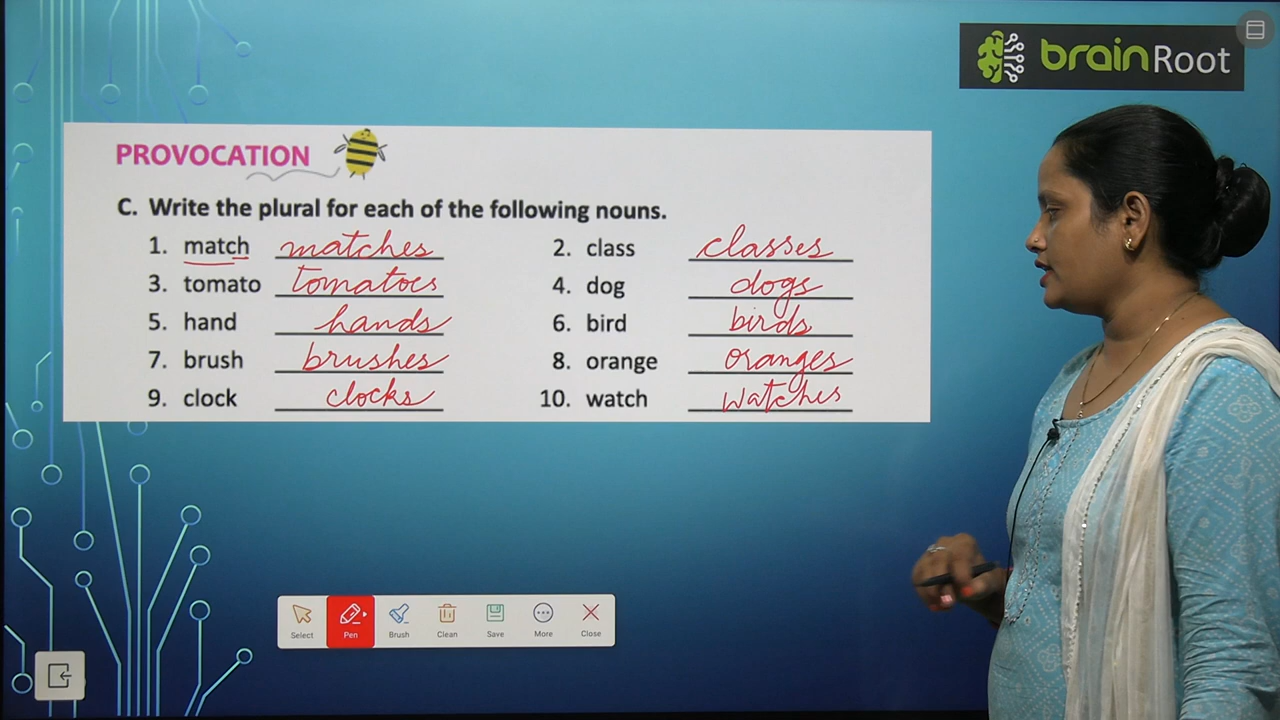 brainRoot
PROVOCATION
C. Write the plural for each of the following nouns.
1. match matches 2. class classes
3. tomato tomatoes 4. dog dogs
5. hand hands 6. bird birds
7. brush brushes 8. orange oranges
9. clock clocks 10. watch watches
Select Pen Brush Clean Save More Close